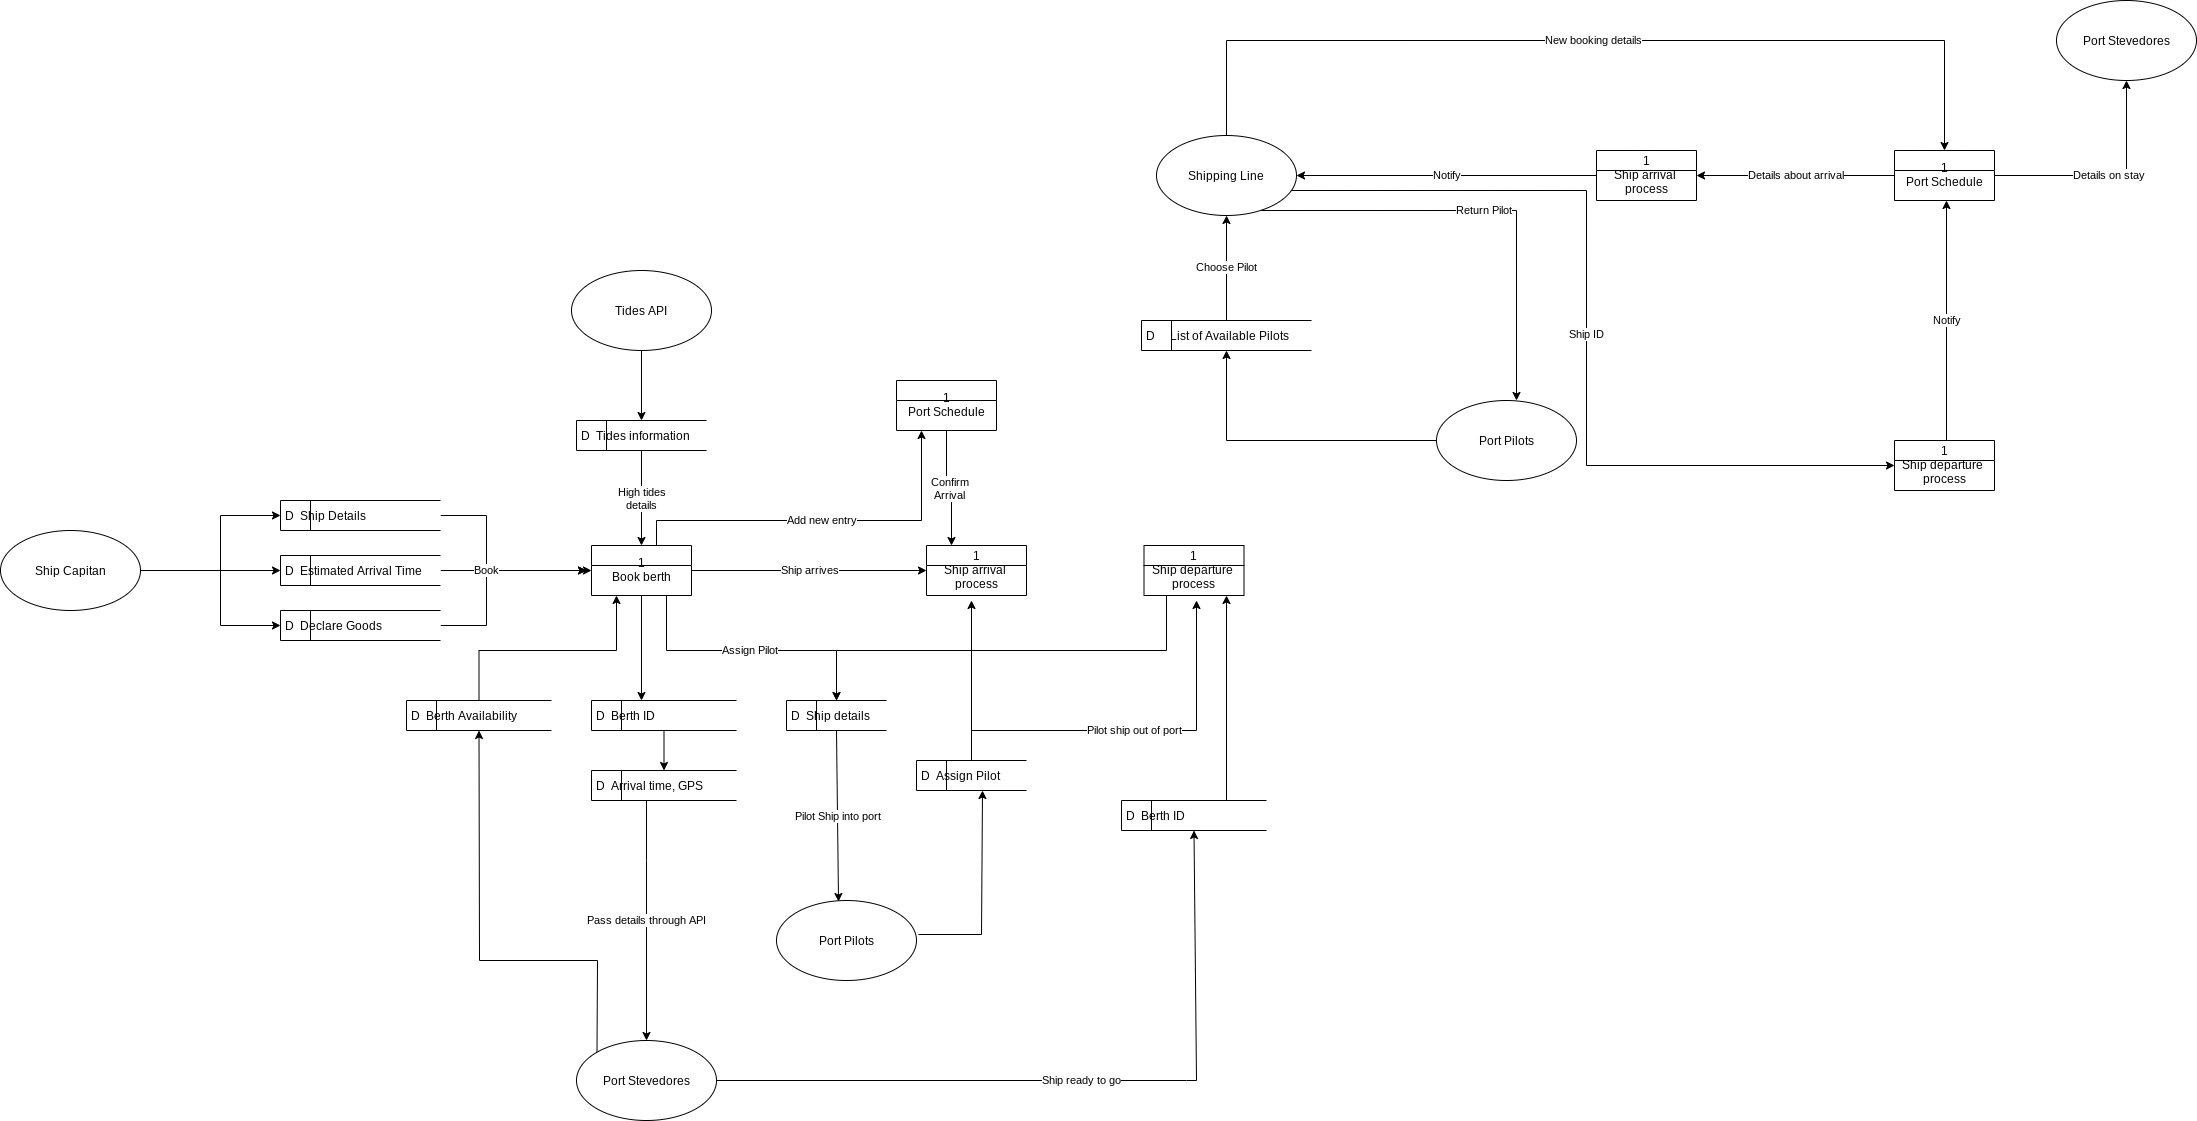 New booking details
Port Stevedores
Shipping Line
Notify
1
Ship arrival
process
Details about arrival
1
Port Schedule
Details on stay
Return Pilot
Choose Pilot
Tides API
D
List of Available Pilots
Ship ID
Notify
1
Port Schedule
D
Tides information
Port Pilots
1
Ship departure
process
High tides
details
Confirm
Arrival
D
Ship Details
Add new entry
Ship Capitan
D
Estimated Arrival Time
Book
1
Book berth
Ship arrives
1
Ship arrival
process
1
Ship departure
process
D
Declare Goods
Assign Pilot
D
Berth Availability
D
Berth ID
D
Ship details
Pilot ship out of port
D
Arrival time, GPS
D
Assign Pilot
Pilot Ship into port
D
Berth ID
Pass details through API
Port Pilots
Port Stevedores
Ship ready to go